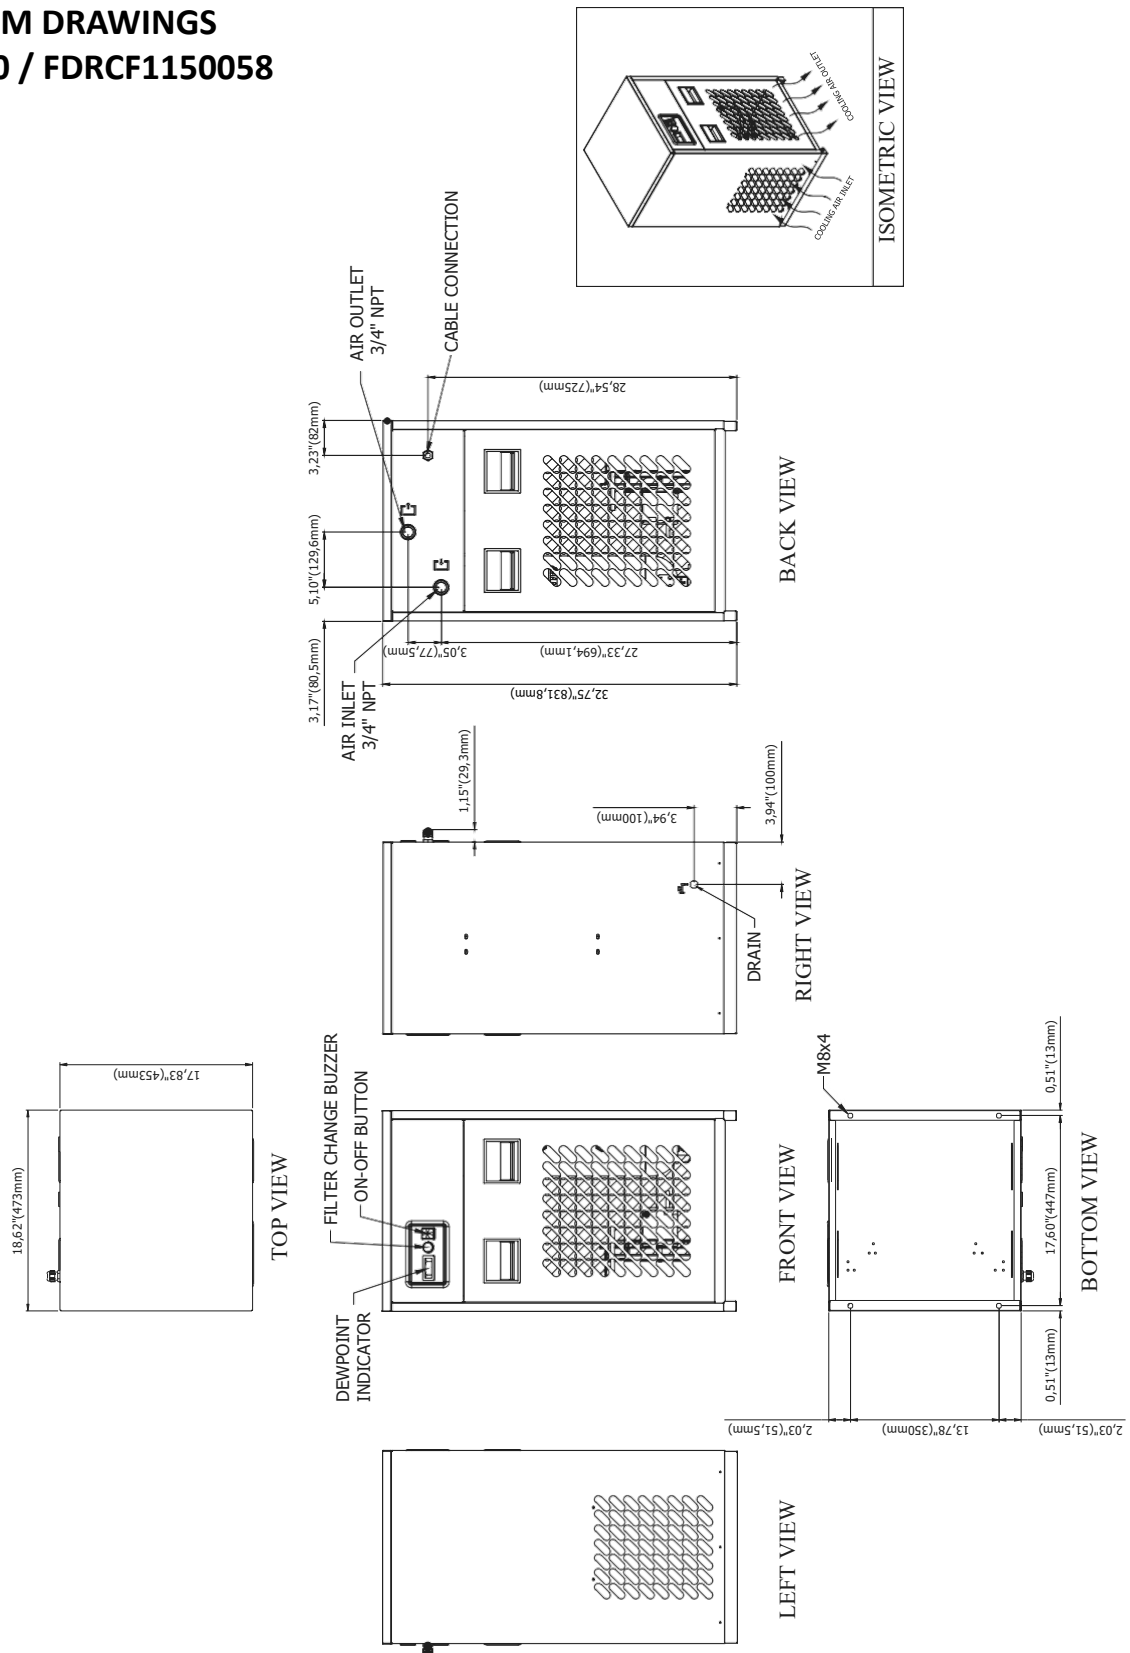 M DRAWINGS
0 / FDRCF1150058
COOLING AIR OUTLET
COOLING AIR INLET
ISOMETRIC VIEW
AIR OUTLET
3/4" NPT
CABLE CONNECTION
3,23"(82mm)
5,10"(129,6mm)
3,17"(80,5mm)
28,54"(725mm)
3,05"(77,5mm)
27,33"(694,1mm)
32,75"(831,8mm)
AIR INLET
3/4" NPT
BACK VIEW
1,15"(29,3mm)
3,94"(100mm)
3,94"(100mm)
DRAIN
RIGHT VIEW
18,62"(473mm)
17,83"(453mm)
TOP VIEW
FILTER CHANGE BUZZER
ON-OFF BUTTON
DEWPOINT
INDICATOR
FRONT VIEW
M8x4
0,51"(13mm)
17,60"(447mm)
0,51"(13mm)
2,03"(51,5mm)
13,78"(350mm)
2,03"(51,5mm)
BOTTOM VIEW
LEFT VIEW